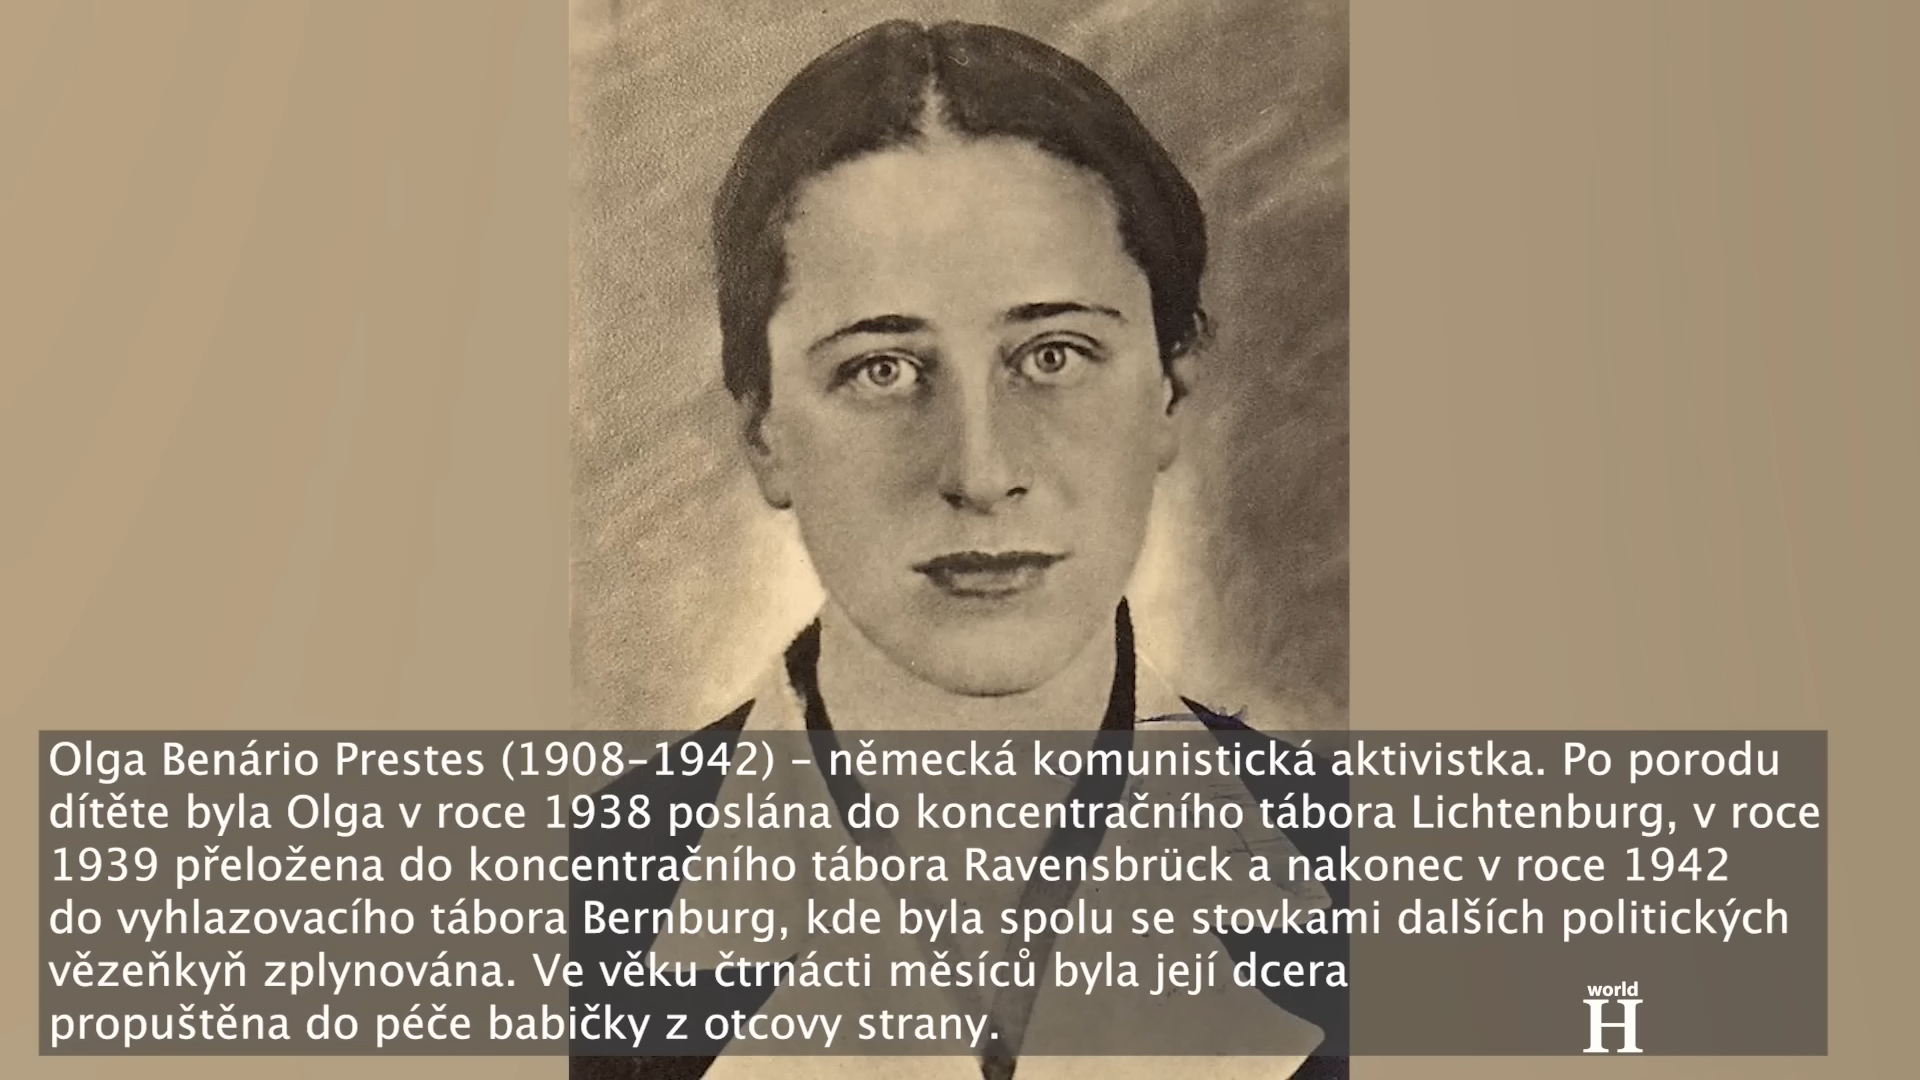 Olga Benário Prestes (1908–1942) – německá komunistická aktivistka. Po porodu
dítěte byla Olga v roce 1938 poslána do koncentračního tábora Lichtenburg, v roce
1939 přeložena do koncentračního tábora Ravensbrück a nakonec v roce 1942
do vyhlazovacího tábora Bernburg, kde byla spolu se stovkami dalších politických
vězeňkyň zplynována. Ve věku čtrnácti měsíců byla její dcera
propuštěna do péče babičky z otcovy strany.
world
H